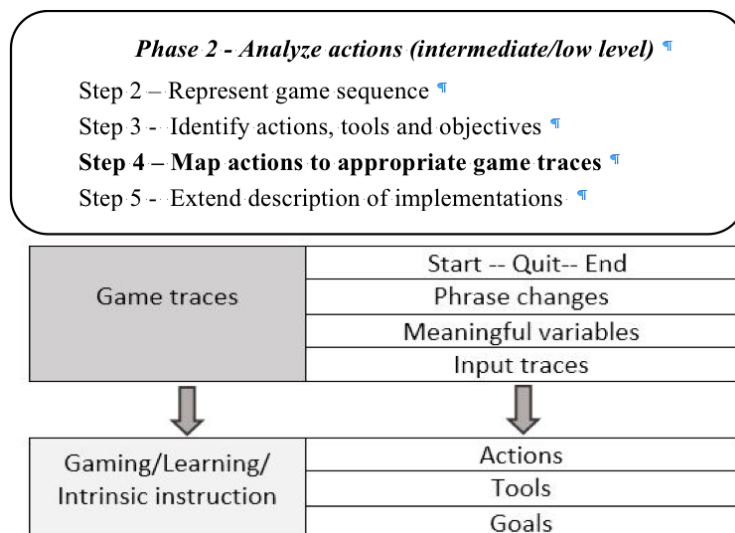 Phase 2 - Analyze actions (intermediate/low level) ¶
Step 2 – Represent game sequence ¶
Step 3 - Identify actions, tools and objectives ¶
Step 4 – Map actions to appropriate game traces ¶
Step 5 - Extend description of implementations ¶
Game traces
Start -- Quit-- End
Phrase changes
Meaningful variables
Input traces
Gaming/Learning/
Intrinsic instruction
Actions
Tools
Goals